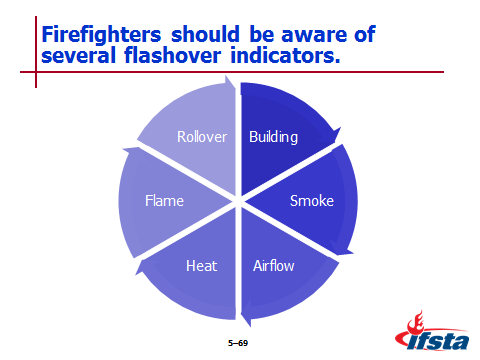 Firefighters should be aware of
several flashover indicators.
Rollover
Building
Flame
Smoke
Heat
Airflow
5–69
ifsta